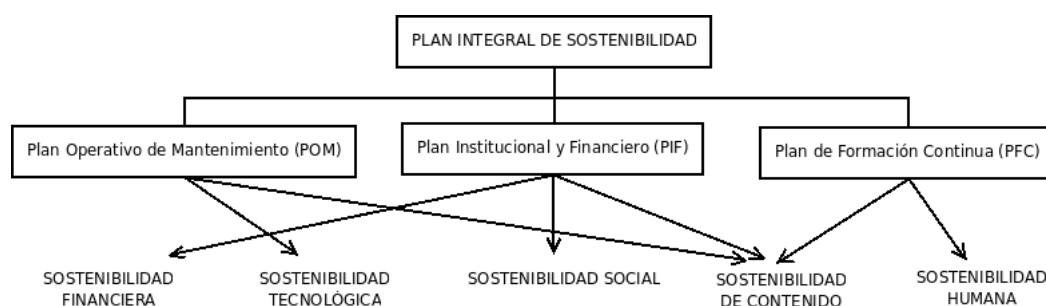 PLAN INTEGRAL DE SOSTENIBILIDAD
Plan Operativo de Mantenimiento (POM)
Plan Institucional y Financiero (PIF)
Plan de Formación Continua (PFC)
SOSTENIBILIDAD
FINANCIERA
SOSTENIBILIDAD
TECNOLÓGICA
SOSTENIBILIDAD SOCIAL
SOSTENIBILIDAD
DE CONTENIDO
SOSTENIBILIDAD
HUMANA